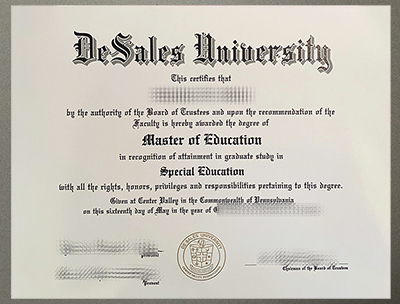 DeSales University
This certifies that
by the authority of the Board of Trustees and upon the recommendation of the
Faculty is hereby awarded the degree of
Master of Education
in recognition of attainment in graduate study in
Special Education
with all the rights, honors, privileges and responsibilities pertaining to this degree.
Given at Center Valley in the Commonwealth of Pennsylvania
on this sixteenth day of May in the year of
DESALES UNIVERSITY
President
Chairman of the Board of Trustees